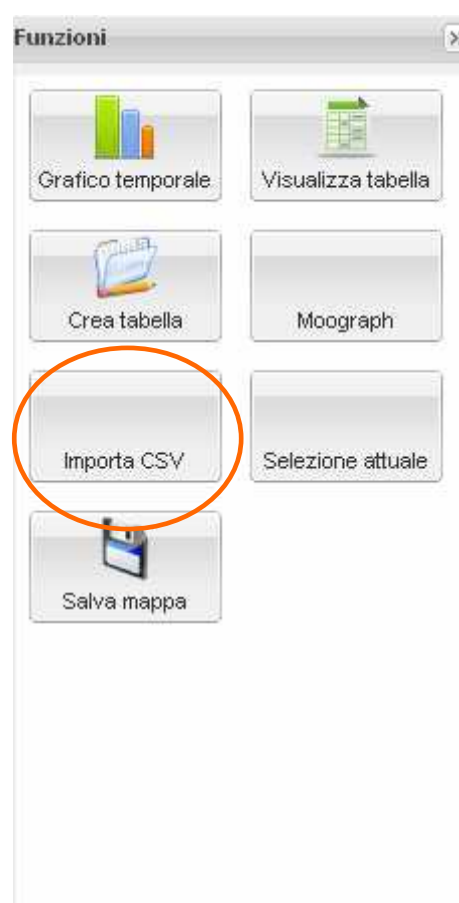 Funzioni
Grafico temporale
Visualizza tabella
Crea tabella
Moograph
Importa CSV
Selezione attuale
Salva mappa